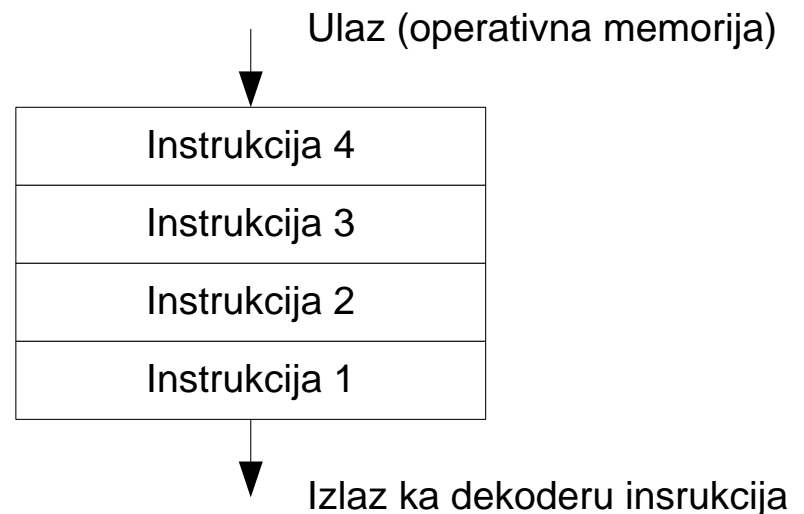 Ulaz (operativna memorija)
Instrukcija 4
Instrukcija 3
Instrukcija 2
Instrukcija 1
Izlaz ka dekoderu insrukcija